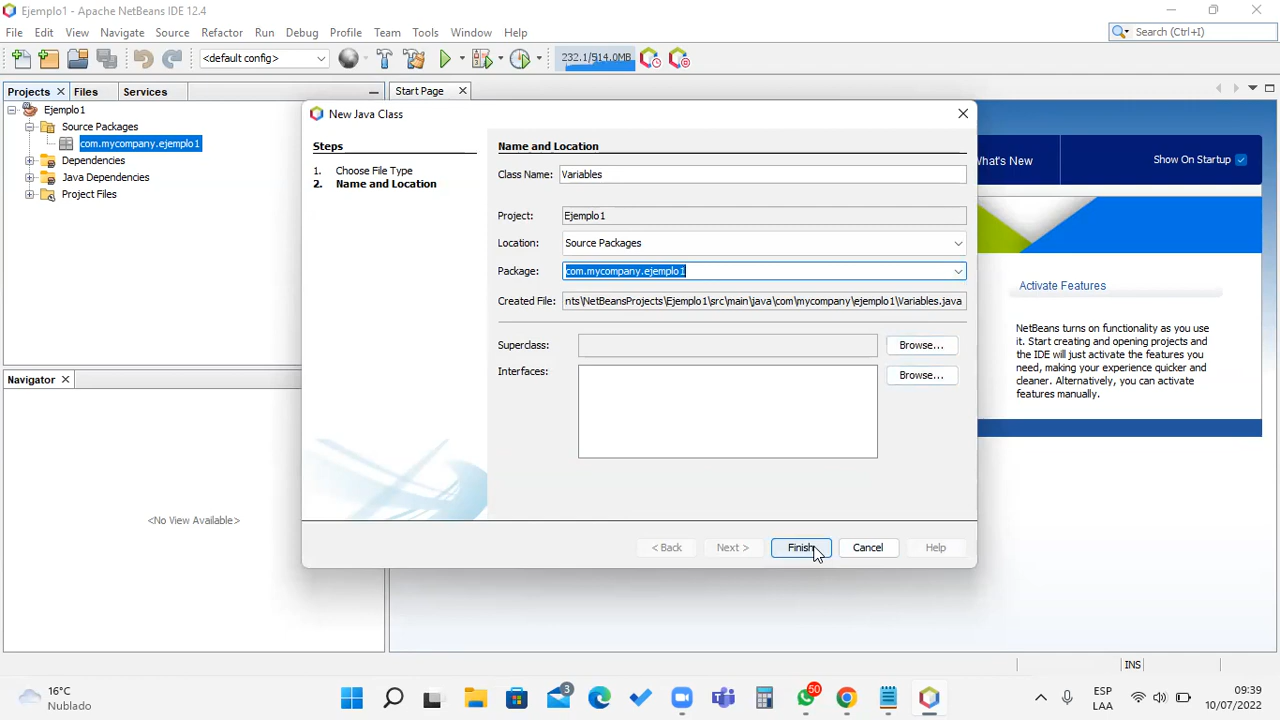 Ejemplo1 - Apache NetBeans IDE 12.4
File Edit View Navigate Source Refactor Run Debug Profile Team Tools Window Help
Search (Ctrl+I)
<default config>
232.1/914.0MB
Projects Files Services
Start Page
Ejemplo1
Source Packages
com.mycompany.ejemplo1
Dependencies
Java Dependencies
Project Files
Navigator
<No View Available>
New Java Class
Steps
1. Choose File Type
2. Name and Location
Name and Location
Class Name: Variables
Project: Ejemplo1
Location: Source Packages
Package: com.mycompany.ejemplo1
Created File: nts\NetBeansProjects\Ejemplo1\src\main\java\com\mycompany\ejemplo1\Variables.java
Superclass: Browse...
Interfaces: Browse...
< Back Next > Finish Cancel Help
What's New
Show On Startup
Activate Features
NetBeans turns on functionality as you
use it. Start creating and opening projects and
the IDE will just activate the features you
need, making your experience quicker and
cleaner. Alternatively, you can activate
features manually.
INS
16°C
Nublado
3
60
ESP
LAA
09:39
10/07/2022